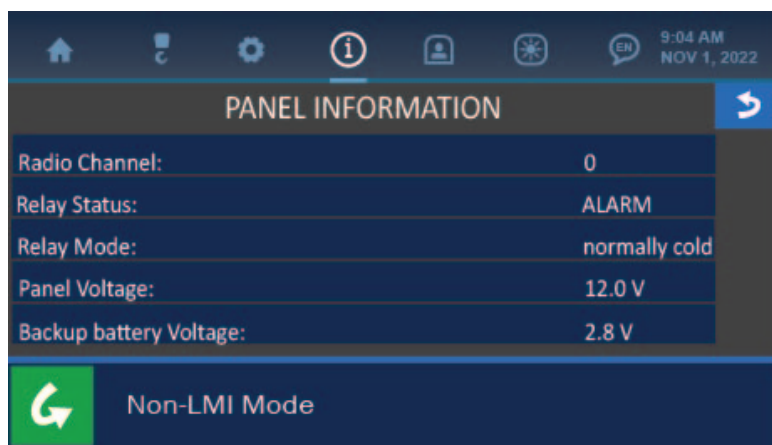 EN
9:04 AM
NOV 1, 2022
PANEL INFORMATION
Radio Channel: 0
Relay Status: ALARM
Relay Mode: normally cold
Panel Voltage: 12.0 V
Backup battery Voltage: 2.8 V
Non-LMI Mode